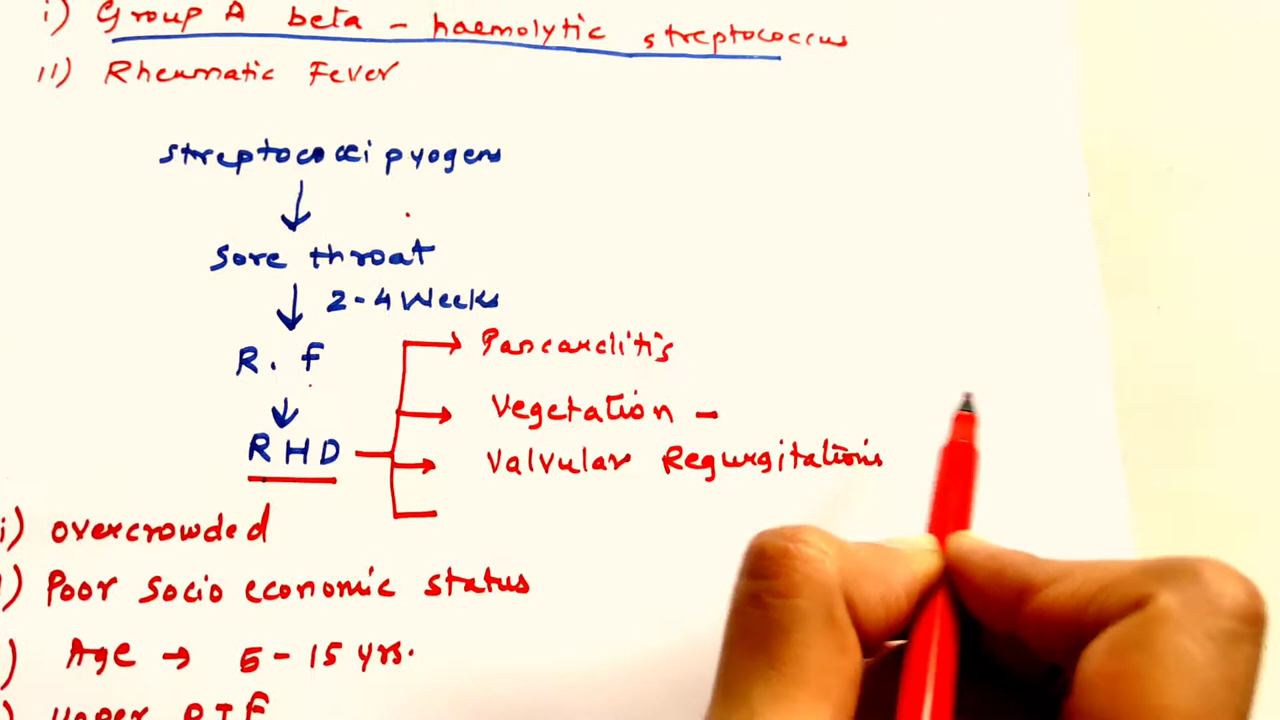 i) Group A beta - haemolytic streptococcus
ii) Rheumatic Fever
streptococci pyogens
↓
Sore throat
↓ 2-4 Weeks
R. F
↓
RHD
→ Pancarditis
→ Vegetation -
→ Valvular Regurgitations
i) overcrowded
) Poor Socio economic status
) Age → 5-15 yrs.
) Upper